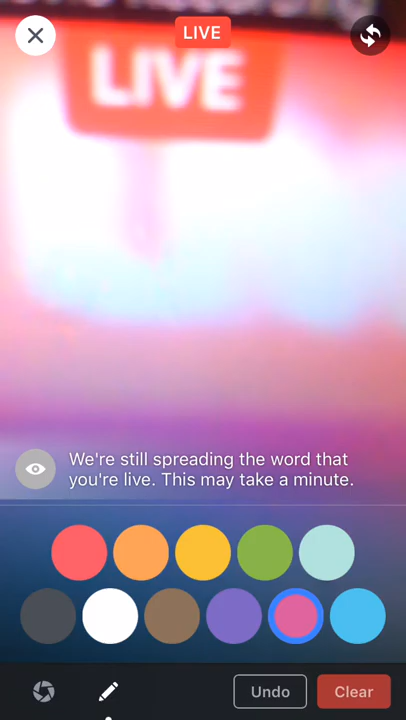 LIVE
LIVE
We're still spreading the word that
you're live. This may take a minute.
Undo
Clear